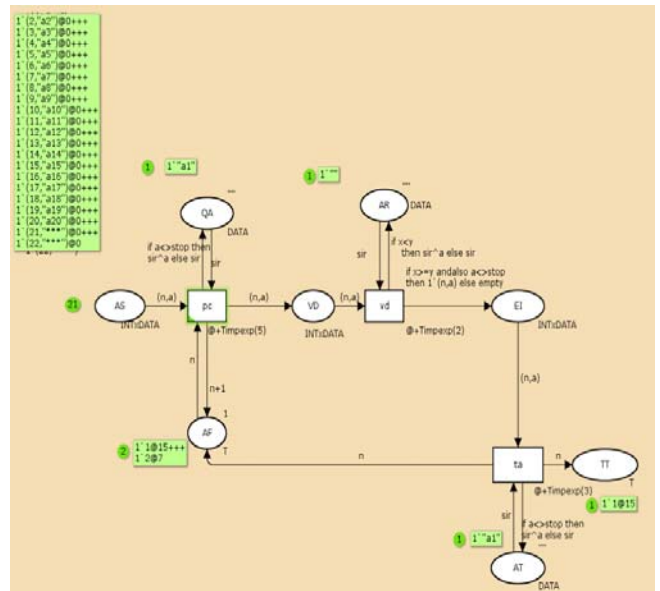 1`(2,"a2")@0+++
1`(3,"a3")@0+++
1`(4,"a4")@0+++
1`(5,"a5")@0+++
1`(6,"a6")@0+++
1`(7,"a7")@0+++
1`(8,"a8")@0+++
1`(9,"a9")@0+++
1`(10,"a10")@0+++
1`(11,"a11")@0+++
1`(12,"a12")@0+++
1`(13,"a13")@0+++
1`(14,"a14")@0+++
1`(15,"a15")@0+++
1`(16,"a16")@0+++
1`(17,"a17")@0+++
1`(18,"a18")@0+++
1`(19,"a19")@0+++
1`(20,"a20")@0+++
1`(21,"***")@0+++
1`(22,"***")@0
1 1`"a1"
""
QA
DATA
if a<>stop then
sir^a else sir
sir
1 1`""
""
AR
DATA
sir
if x<y
then sir^a else sir
if x>=y andalso a<>stop
then 1`(n,a) else empty
21
AS
INTxDATA
(n,a)
pc
@+Timpexp(5)
(n,a)
VD
INTxDATA
(n,a)
vd
@+Timpexp(2)
EI
INTxDATA
n
n+1
(n,a)
1
AF
T
2 1`1@15+++
1`2@7
n
ta
@+Timpexp(3)
n
TT
T
1 1`1@15
sir
if a<>stop then
sir^a else sir
1 1`"a1"
""
AT
DATA